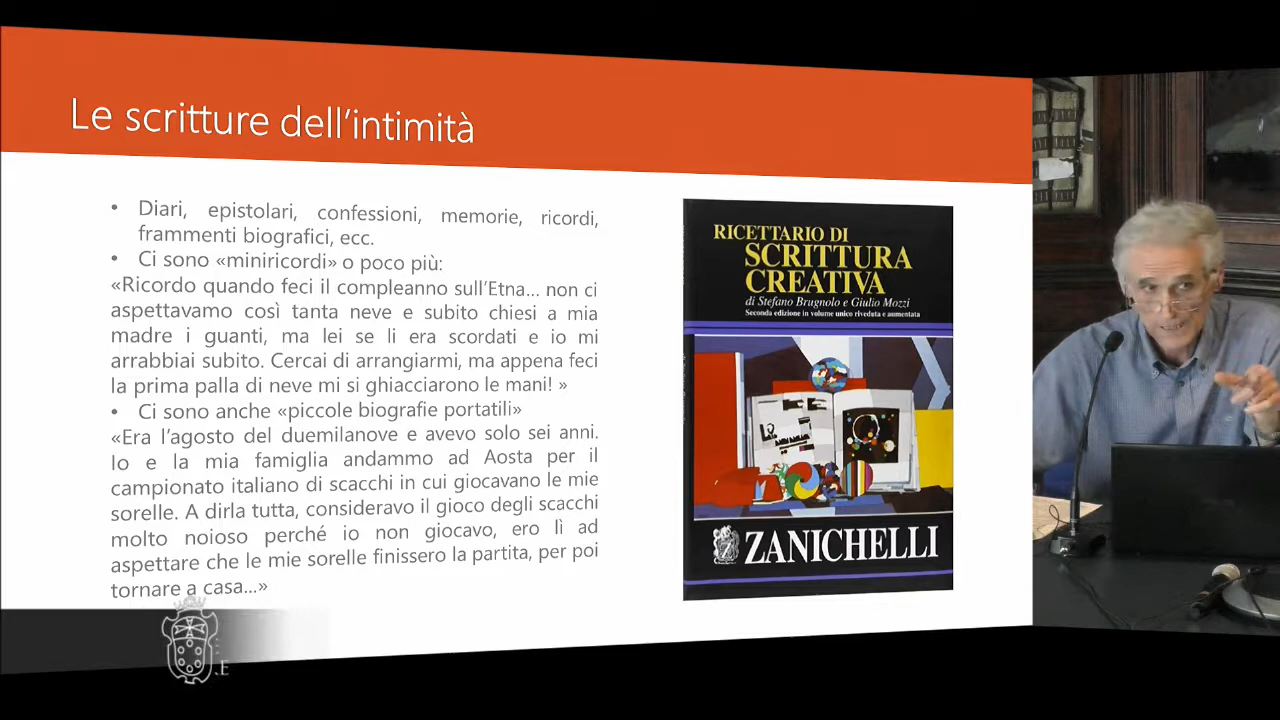 Le scritture dell'intimità
• Diari, epistolari, confessioni, memorie, ricordi,
frammenti biografici, ecc.
• Ci sono «miniricordi» o poco più:
«Ricordo quando feci il compleanno sull'Etna... non ci
aspettavamo così tanta neve e subito chiesi a mia
madre i guanti, ma lei se li era scordati e io mi
arrabbiai subito. Cercai di arrangiarmi, ma appena feci
la prima palla di neve mi si ghiacciarono le mani! »
• Ci sono anche «piccole biografie portatili»
«Era l'agosto del duemilanove e avevo solo sei anni.
Io e la mia famiglia andammo ad Aosta per il
campionato italiano di scacchi in cui giocavano le mie
sorelle. A dirla tutta, consideravo il gioco degli scacchi
molto noioso perché io non giocavo, ero lì ad
aspettare che le mie sorelle finissero la partita, per poi
tornare a casa...»
RICETTARIO DI
SCRITTURA
CREATIVA
di Stefano Brugnolo e Giulio Mozzi
Seconda edizione in volume unico riveduta e aumentata
ZANICHELLI
.E